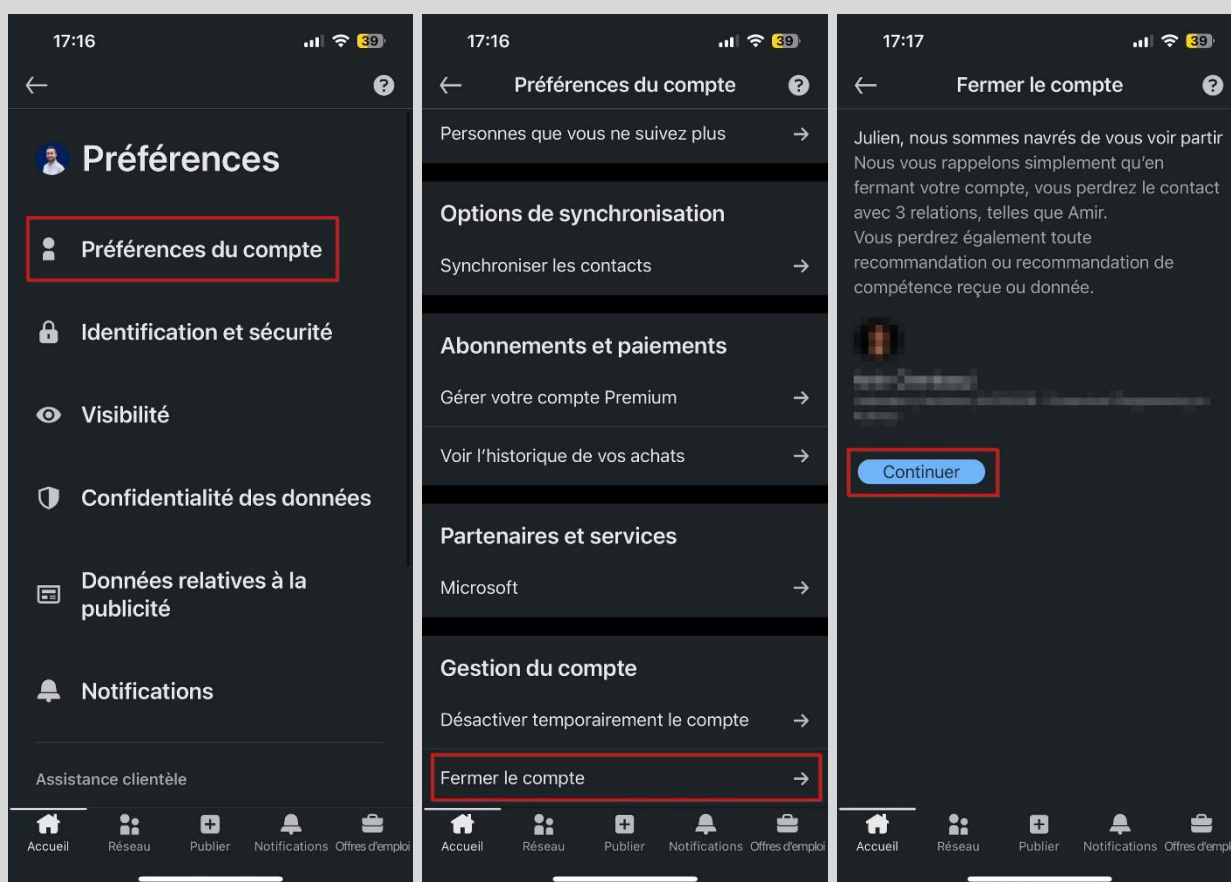 17:16
39
Préférences
Préférences du compte
Identification et sécurité
Visibilité
Confidentialité des données
Données relatives à la
publicité
Notifications
Assistance clientèle
Accueil
Réseau
Publier
Notifications
Offres d'emploi
17:16
39
Préférences du compte
Personnes que vous ne suivez plus
Options de synchronisation
Synchroniser les contacts
Abonnements et paiements
Gérer votre compte Premium
Voir l'historique de vos achats
Partenaires et services
Microsoft
Gestion du compte
Désactiver temporairement le compte
Fermer le compte
Accueil
Réseau
Publier
Notifications
Offres d'emploi
17:17
39
Fermer le compte
Julien, nous sommes navrés de vous voir partir
Nous vous rappelons simplement qu'en
fermant votre compte, vous perdrez le contact
avec 3 relations, telles que Amir.
Vous perdrez également toute
recommandation ou recommandation de
compétence reçue ou donnée.
Continuer
Accueil
Réseau
Publier
Notifications
Offres d'empl